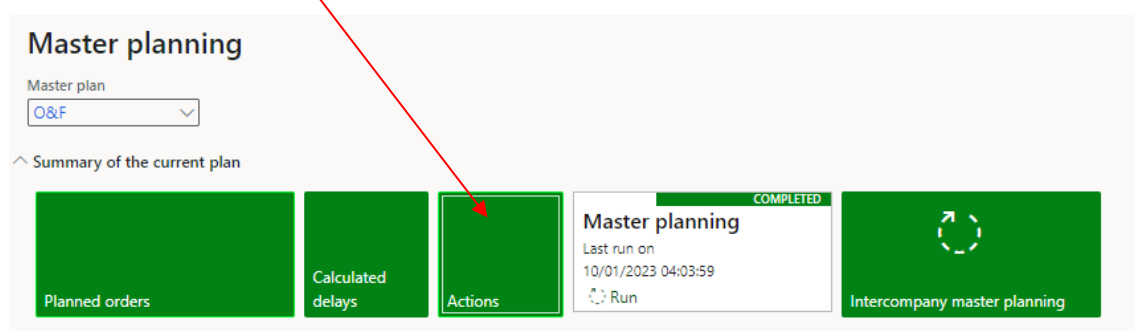 Master planning
Master plan
O&F
Summary of the current plan
Planned orders
Calculated
delays
Actions
COMPLETED
Master planning
Last run on
10/01/2023 04:03:59
Run
Intercompany master planning